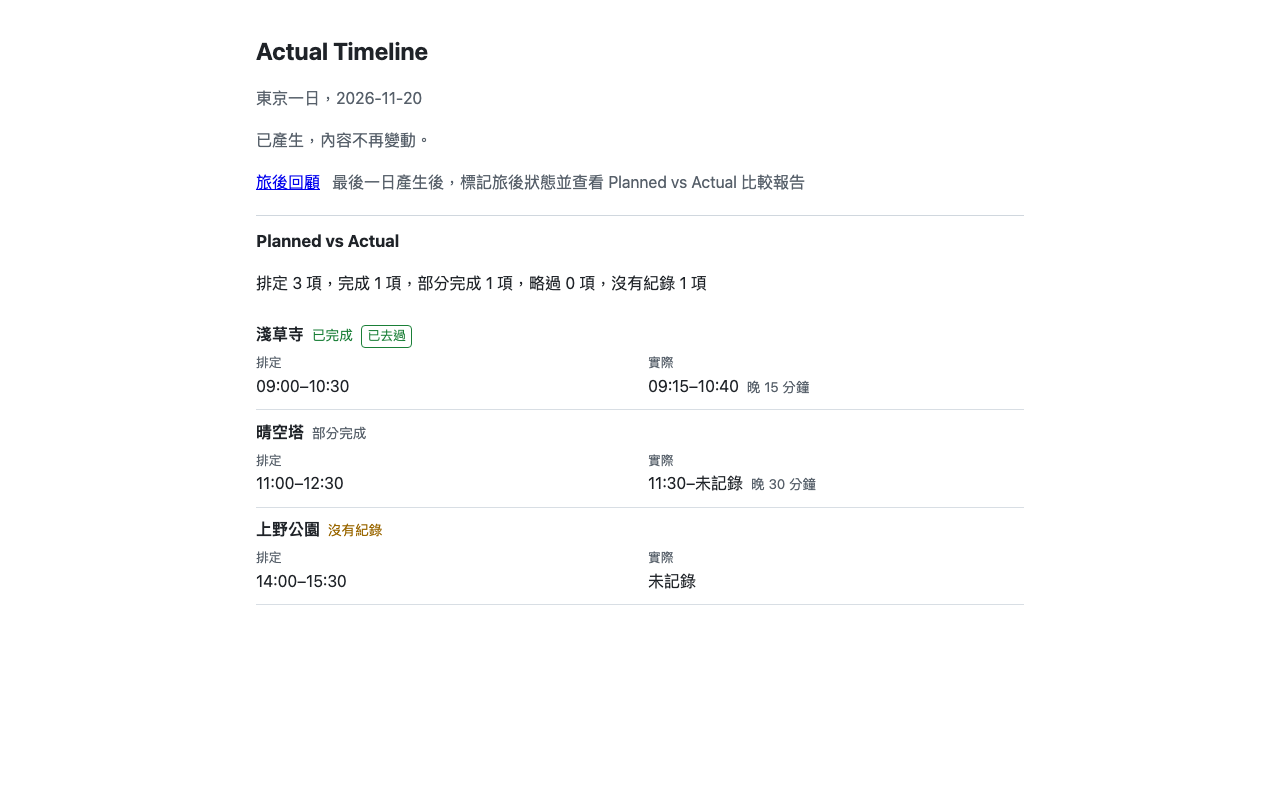 Actual Timeline
東京一日，2026-11-20
已產生，內容不再變動。
旅後回顧 最後一日產生後，標記旅後狀態並查看 Planned vs Actual 比較報告
Planned vs Actual
排定 3 項，完成 1 項，部分完成 1 項，略過 0 項，沒有紀錄 1 項
淺草寺 已完成 已去過
排定 實際
09:00–10:30 09:15–10:40 晚 15 分鐘
晴空塔 部分完成
排定 實際
11:00–12:30 11:30–未記錄 晚 30 分鐘
上野公園 沒有紀錄
排定 實際
14:00–15:30 未記錄